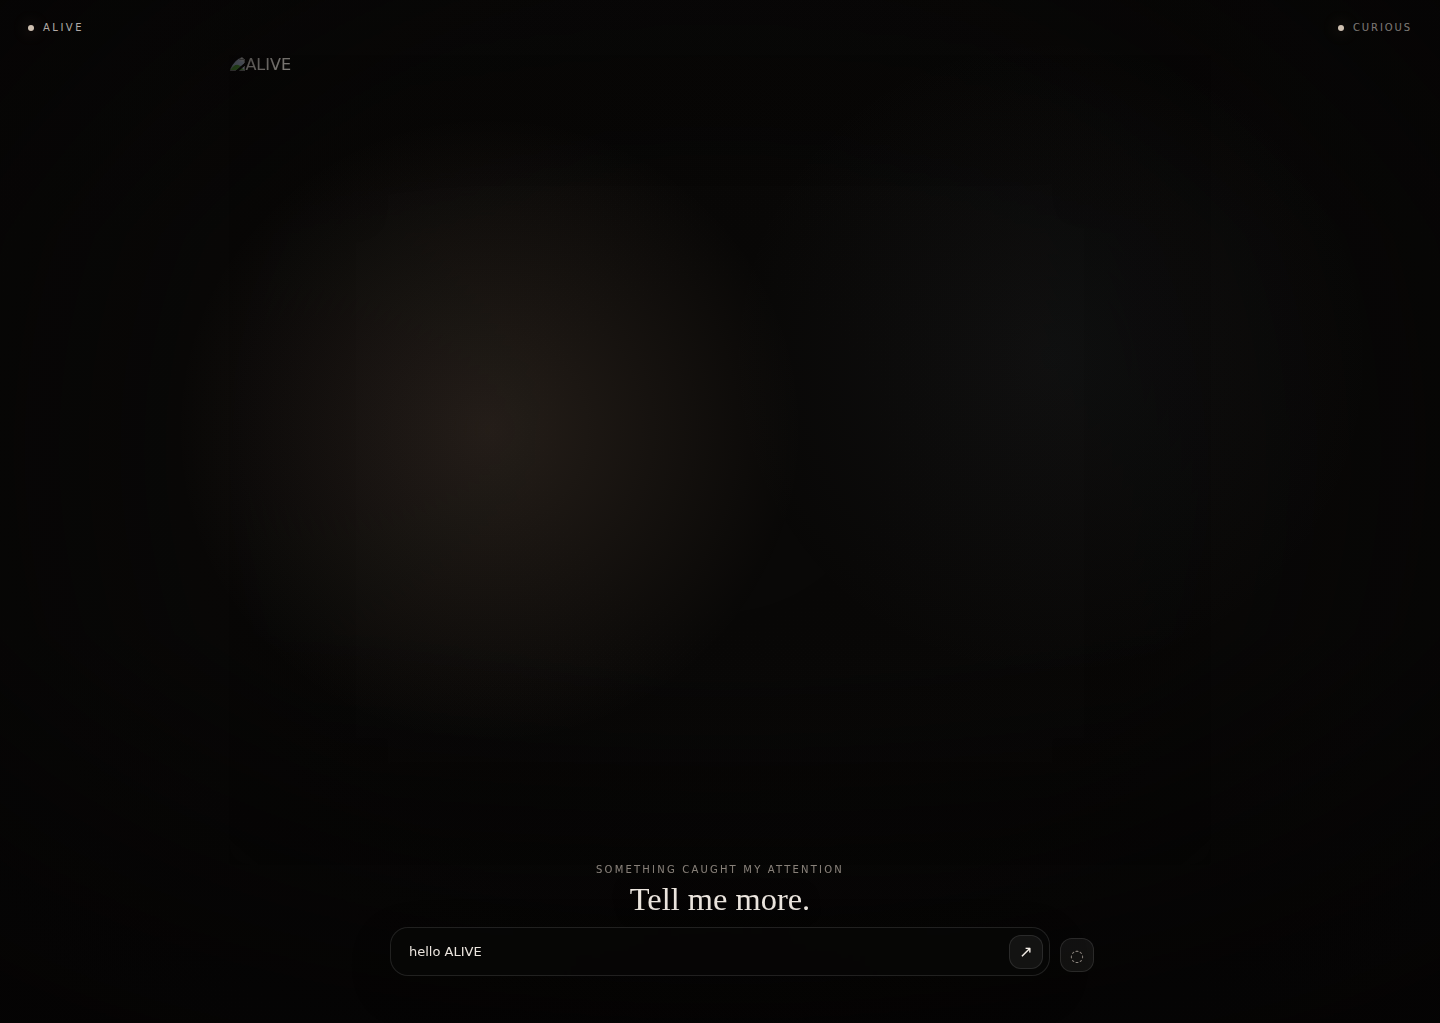 ALIVE
CURIOUS
ALIVE
SOMETHING CAUGHT MY ATTENTION
Tell me more.
hello ALIVE